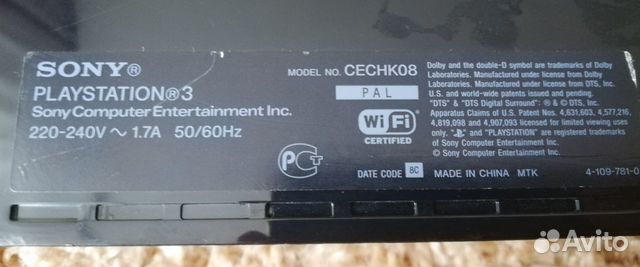 SONY®
PLAYSTATION®3
Sony Computer Entertainment Inc.
220-240V ~ 1.7A 50/60Hz
MODEL NO. CECHK08
PAL
Wi Fi
CERTIFIED
РСТ
DATE CODE 8C
Dolby and the double-D symbol are trademarks of Dolby
Laboratories. Manufactured under license from Dolby
Laboratories. Manufactured under license from DTS, Inc.
U.S. and world-wide patents issued and pending.
"DTS" & "DTS Digital Surround" ® & © DTS, Inc.
Apparatus Claims of U.S. Patent Nos. 4,631,603, 4,577,216,
4,819,098 and 4,907,093 licensed for limited viewing uses
only. "PS" and "PLAYSTATION" are registered trademarks
of Sony Computer Entertainment Inc.
© Sony Computer Entertainment Inc.
MADE IN CHINA MTK 4-109-781-0
Avito